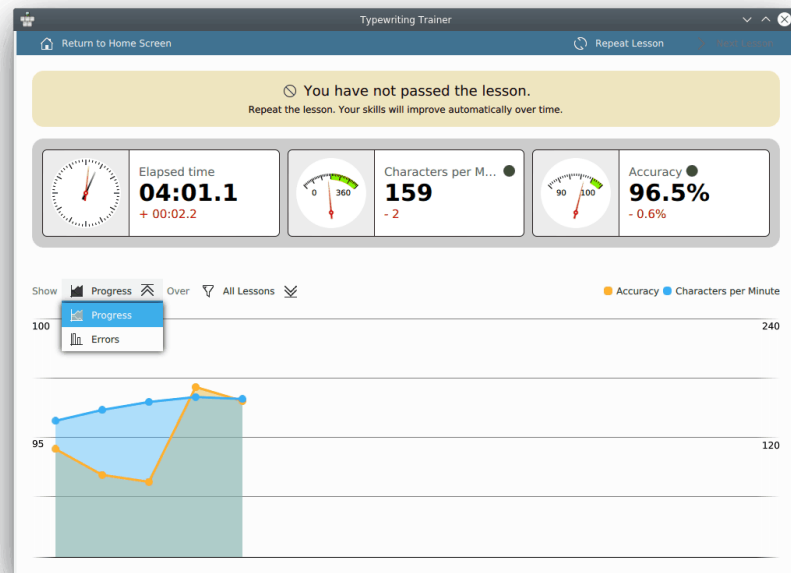 Typewriting Trainer
Return to Home Screen
Repeat Lesson
Next Lesson
You have not passed the lesson.
Repeat the lesson. Your skills will improve automatically over time.
Elapsed time
04:01.1
+ 00:02.2
0 360
Characters per M...
159
- 2
90 100
Accuracy
96.5%
- 0.6%
Show Progress Over All Lessons
Accuracy Characters per Minute
Progress
Errors
100
240
95
120